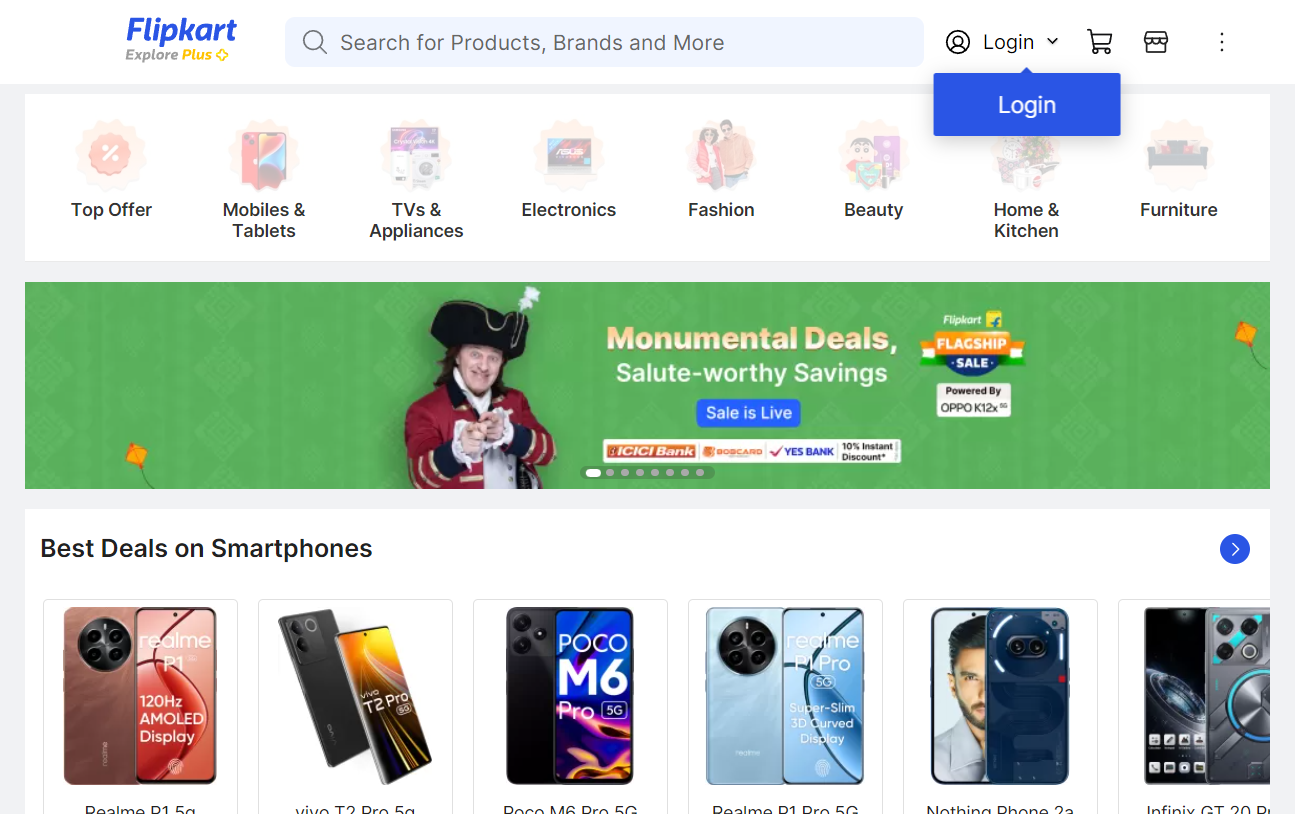 Flipkart
Explore Plus
Search for Products, Brands and More
Login
Login
Top Offer
Mobiles &
Tablets
TVs &
Appliances
Electronics
Fashion
Beauty
Home &
Kitchen
Furniture
Monumental Deals,
Salute-worthy Savings
Sale is Live
ICICI Bank
BOBCARD
YES BANK
10% Instant
Discount*
Flipkart
FLAGSHIP
SALE
Powered By
OPPO K12x 5G
Best Deals on Smartphones
realme
P1 5G
120Hz
AMOLED
Display
realme
vivo
T2 Pro
5G
POCO
M6
Pro 5G
realme
P1 Pro
5G
Super-Slim
3D Curved
Display
realme
Realme P1 5g
vivo T2 Pro 5g
Poco M6 Pro 5G
Realme P1 Pro 5G
Nothing Phone 2a
Infinix GT 20 Pr